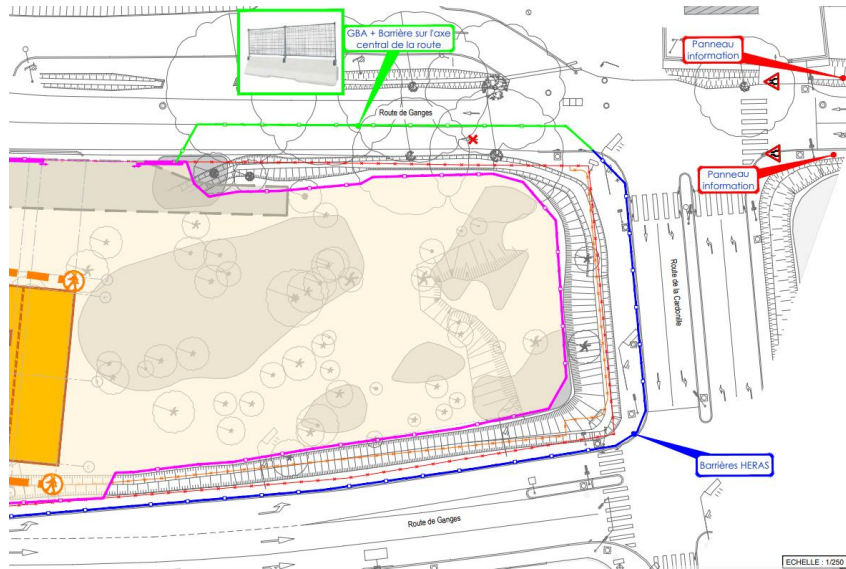 GBA + Barrière sur l'axe
central de la route
Panneau
information
Route de Ganges
Panneau
information
Route de la Cardonille
Barrières HERAS
Route de Ganges
ECHELLE : 1/250